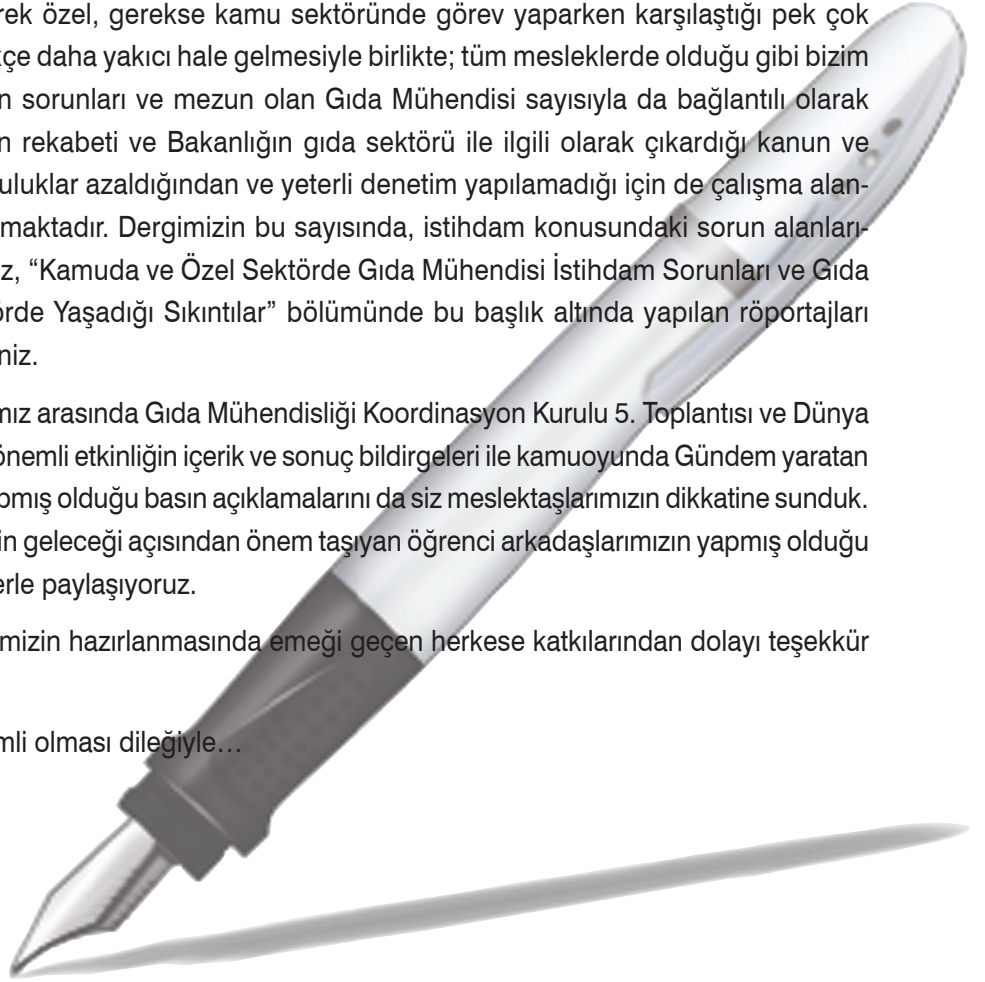 rek özel, gerekse kamu sektöründe görev yaparken karşılaştığı pek çok
kçe daha yakıcı hale gelmesiyle birlikte; tüm mesleklerde olduğu gibi bizim
n sorunları ve mezun olan Gıda Mühendisi sayısıyla da bağlantılı olarak
n rekabeti ve Bakanlığın gıda sektörü ile ilgili olarak çıkardığı kanun ve
uluklar azaldığından ve yeterli denetim yapılamadığı için de çalışma alan-
maktadır. Dergimizin bu sayısında, istihdam konusundaki sorun alanları-
z, “Kamuda ve Özel Sektörde Gıda Mühendisi İstihdam Sorunları ve Gıda
örde Yaşadığı Sıkıntılar” bölümünde bu başlık altında yapılan röportajları
niz.
mız arasında Gıda Mühendisliği Koordinasyon Kurulu 5. Toplantısı ve Dünya
önemli etkinliğin içerik ve sonuç bildirgeleri ile kamuoyunda Gündem yaratan
pmış olduğu basın açıklamalarını da siz meslektaşlarımızın dikkatine sunduk.
in geleceği açısından önem taşıyan öğrenci arkadaşlarımızın yapmış olduğu
erle paylaşıyoruz.
mizin hazırlanmasında emeği geçen herkese katkılarından dolayı teşekkür
mli olması dileğiyle…